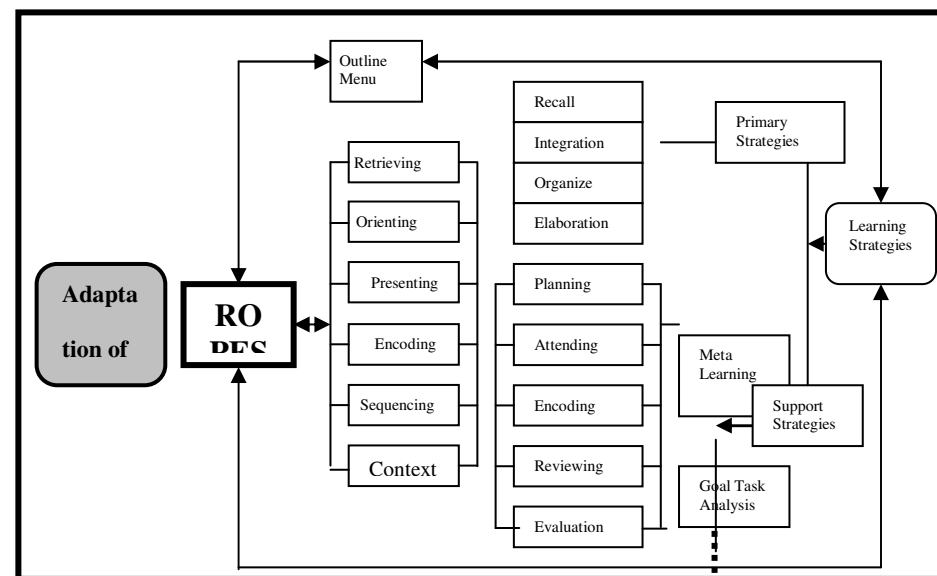 Outline
Menu
Recall
Integration
Organize
Elaboration
Primary
Strategies
Retrieving
Orienting
Presenting
Encoding
Sequencing
Context
Learning
Strategies
Adapta
tion of
RO
PES
Planning
Attending
Encoding
Reviewing
Evaluation
Meta
Learning
Support
Strategies
Goal Task
Analysis